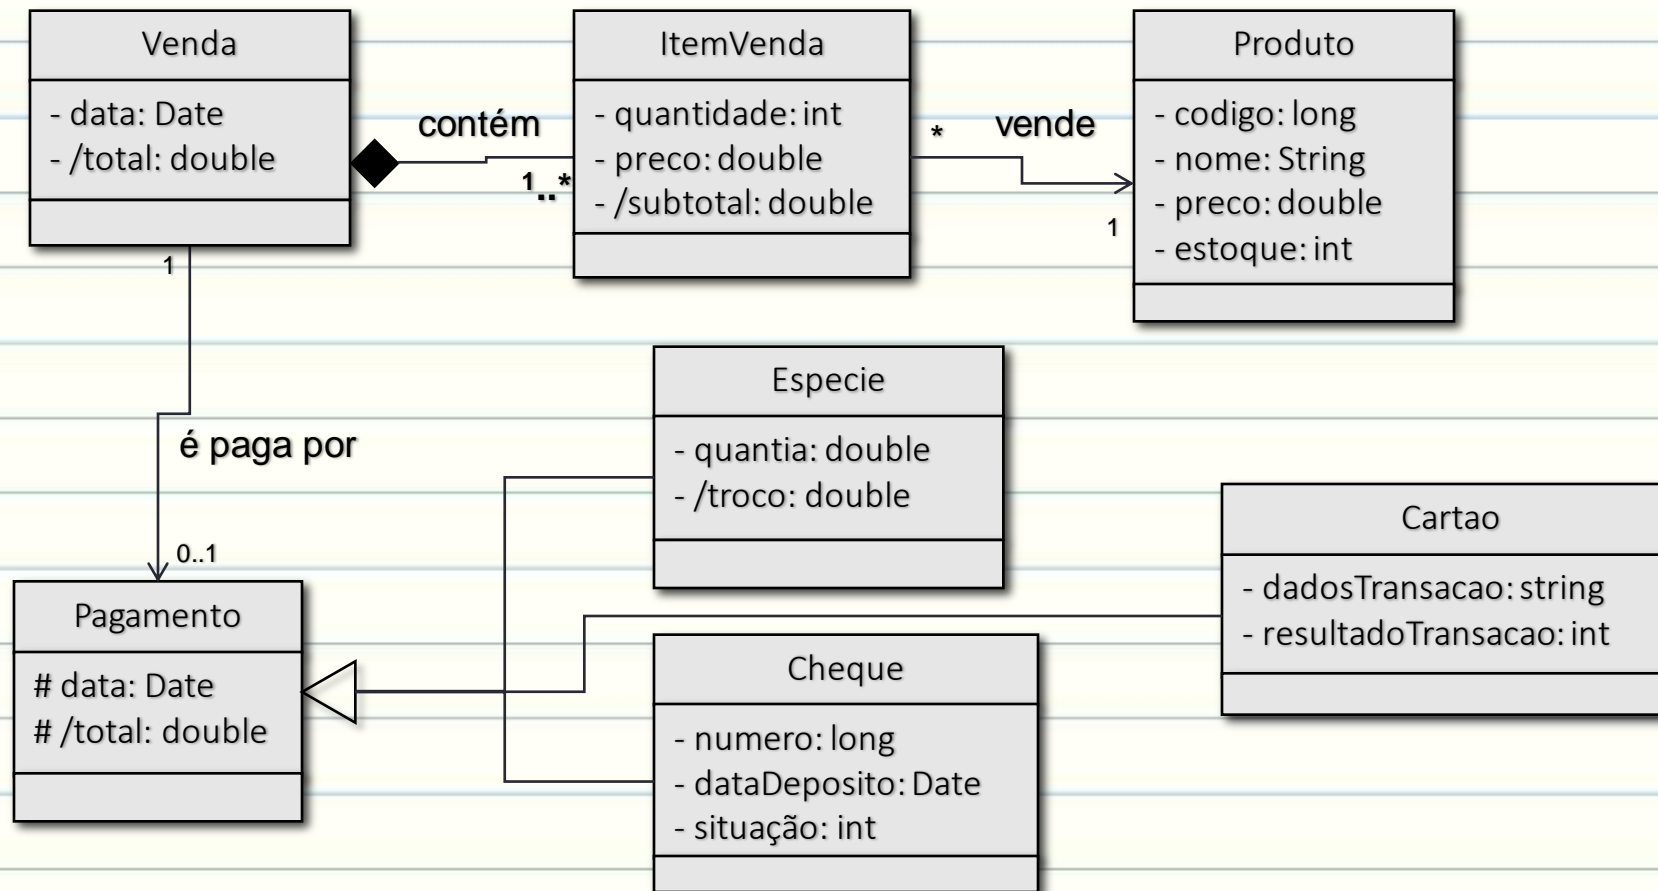 Venda
- data: Date
- /total: double
contém
1..*
ItemVenda
- quantidade: int
- preco: double
- /subtotal: double
*
vende
1
Produto
- codigo: long
- nome: String
- preco: double
- estoque: int
1
é paga por
0..1
Pagamento
# data: Date
# /total: double
Especie
- quantia: double
- /troco: double
Cheque
- numero: long
- dataDeposito: Date
- situação: int
Cartao
- dadosTransacao: string
- resultadoTransacao: int